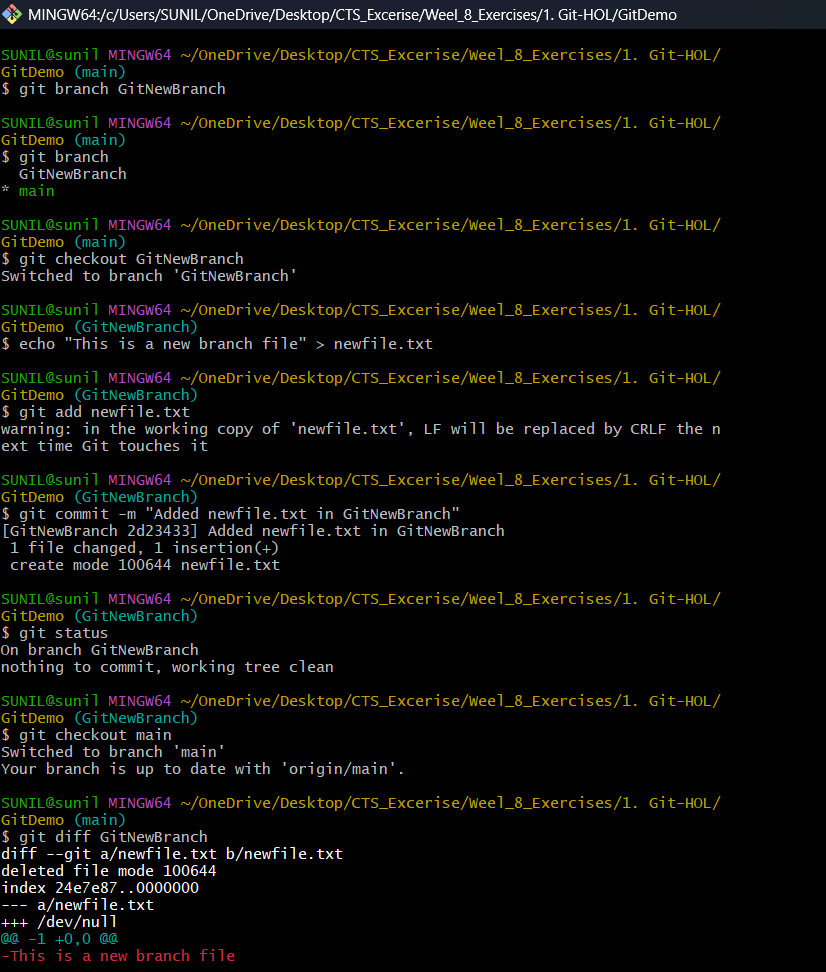 MINGW64:/c/Users/SUNIL/OneDrive/Desktop/CTS_Excerise/Weel_8_Exercises/1. Git-HOL/GitDemo
SUNIL@sunil MINGW64 ~/OneDrive/Desktop/CTS_Excerise/Weel_8_Exercises/1. Git-HOL/
GitDemo (main)
$ git branch GitNewBranch
SUNIL@sunil MINGW64 ~/OneDrive/Desktop/CTS_Excerise/Weel_8_Exercises/1. Git-HOL/
GitDemo (main)
$ git branch
  GitNewBranch
* main
SUNIL@sunil MINGW64 ~/OneDrive/Desktop/CTS_Excerise/Weel_8_Exercises/1. Git-HOL/
GitDemo (main)
$ git checkout GitNewBranch
Switched to branch 'GitNewBranch'
SUNIL@sunil MINGW64 ~/OneDrive/Desktop/CTS_Excerise/Weel_8_Exercises/1. Git-HOL/
GitDemo (GitNewBranch)
$ echo "This is a new branch file" > newfile.txt
SUNIL@sunil MINGW64 ~/OneDrive/Desktop/CTS_Excerise/Weel_8_Exercises/1. Git-HOL/
GitDemo (GitNewBranch)
$ git add newfile.txt
warning: in the working copy of 'newfile.txt', LF will be replaced by CRLF the n
ext time Git touches it
SUNIL@sunil MINGW64 ~/OneDrive/Desktop/CTS_Excerise/Weel_8_Exercises/1. Git-HOL/
GitDemo (GitNewBranch)
$ git commit -m "Added newfile.txt in GitNewBranch"
[GitNewBranch 2d23433] Added newfile.txt in GitNewBranch
 1 file changed, 1 insertion(+)
 create mode 100644 newfile.txt
SUNIL@sunil MINGW64 ~/OneDrive/Desktop/CTS_Excerise/Weel_8_Exercises/1. Git-HOL/
GitDemo (GitNewBranch)
$ git status
On branch GitNewBranch
nothing to commit, working tree clean
SUNIL@sunil MINGW64 ~/OneDrive/Desktop/CTS_Excerise/Weel_8_Exercises/1. Git-HOL/
GitDemo (GitNewBranch)
$ git checkout main
Switched to branch 'main'
Your branch is up to date with 'origin/main'.
SUNIL@sunil MINGW64 ~/OneDrive/Desktop/CTS_Excerise/Weel_8_Exercises/1. Git-HOL/
GitDemo (main)
$ git diff GitNewBranch
diff --git a/newfile.txt b/newfile.txt
deleted file mode 100644
index 24e7e87..0000000
--- a/newfile.txt
+++ /dev/null
@@ -1 +0,0 @@
-This is a new branch file